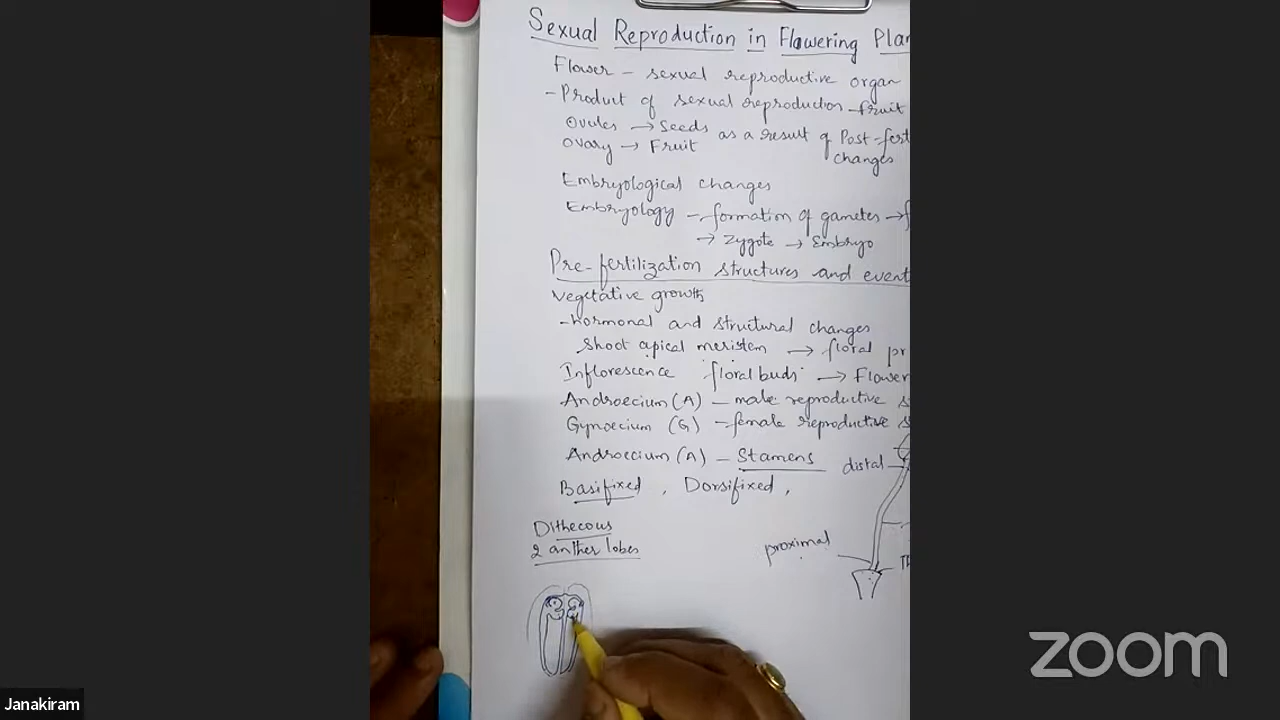 Sexual Reproduction in Flowering Plan
Flower - sexual reproductive organ
- Product of sexual reproduction - fruit
Ovules → Seeds as a result of Post-fert
Ovary → Fruit changes
Embryological changes
Embryology - formation of gametes → f
→ Zygote → Embryo
Pre-fertilization structures and event
Vegetative growth
- hormonal and structural changes
Shoot apical meristem → floral pr
Inflorescence floral buds → Flower
Androecium (A) - male reproductive s
Gynoecium (G) - female reproductive s
Androecium (A) - Stamens
distal
Basifixed , Dorsifixed ,
Dithecous
2 anther lobes
proximal
Janakiram
zoom